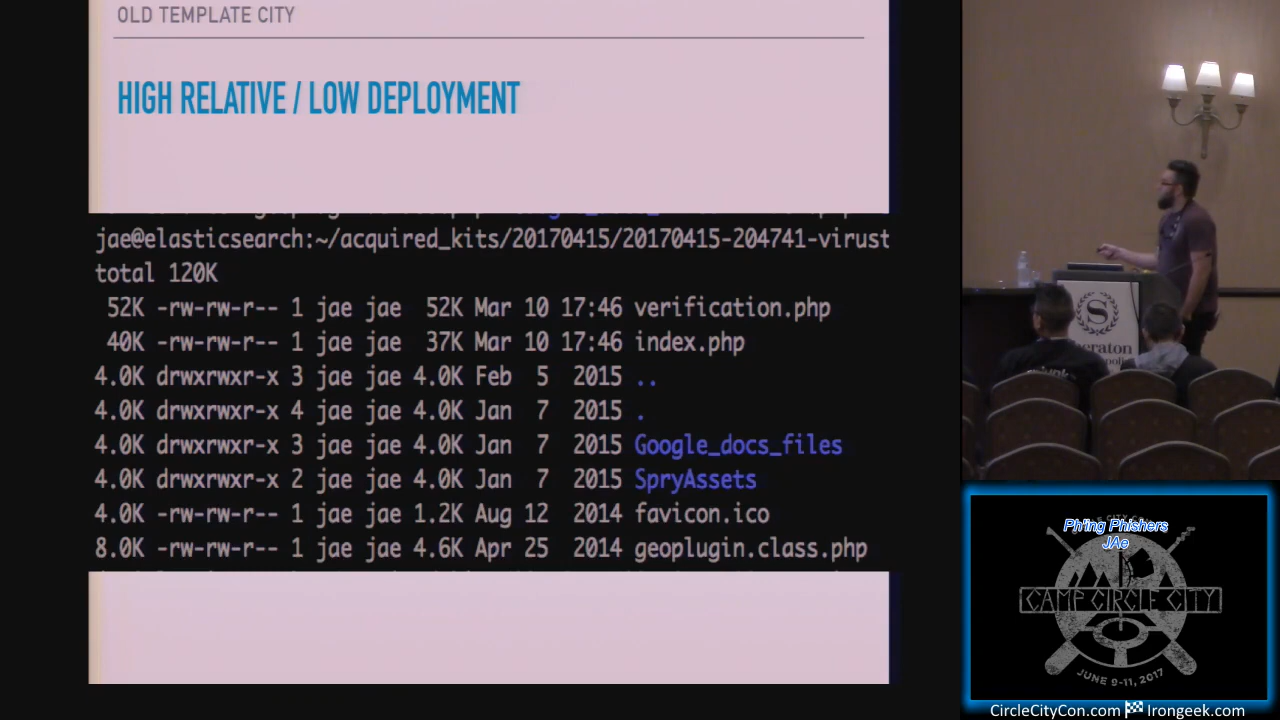 OLD TEMPLATE CITY
HIGH RELATIVE / LOW DEPLOYMENT
jae@elasticsearch:~/acquired_kits/20170415/20170415-204741-virust
total 120K
52K -rw-rw-r-- 1 jae jae 52K Mar 10 17:46 verification.php
40K -rw-rw-r-- 1 jae jae 37K Mar 10 17:46 index.php
4.0K drwxrwxr-x 3 jae jae 4.0K Feb 5 2015 ..
4.0K drwxrwxr-x 4 jae jae 4.0K Jan 7 2015 .
4.0K drwxrwxr-x 3 jae jae 4.0K Jan 7 2015 Google_docs_files
4.0K drwxrwxr-x 2 jae jae 4.0K Jan 7 2015 SpryAssets
4.0K -rw-rw-r-- 1 jae jae 1.2K Aug 12 2014 favicon.ico
8.0K -rw-rw-r-- 1 jae jae 4.6K Apr 25 2014 geoplugin.class.php
S
Ph'ing Phishers
JAe
CAMP CIRCLE CITY
JUNE 9-11, 2017
CircleCityCon.com Irongeek.com